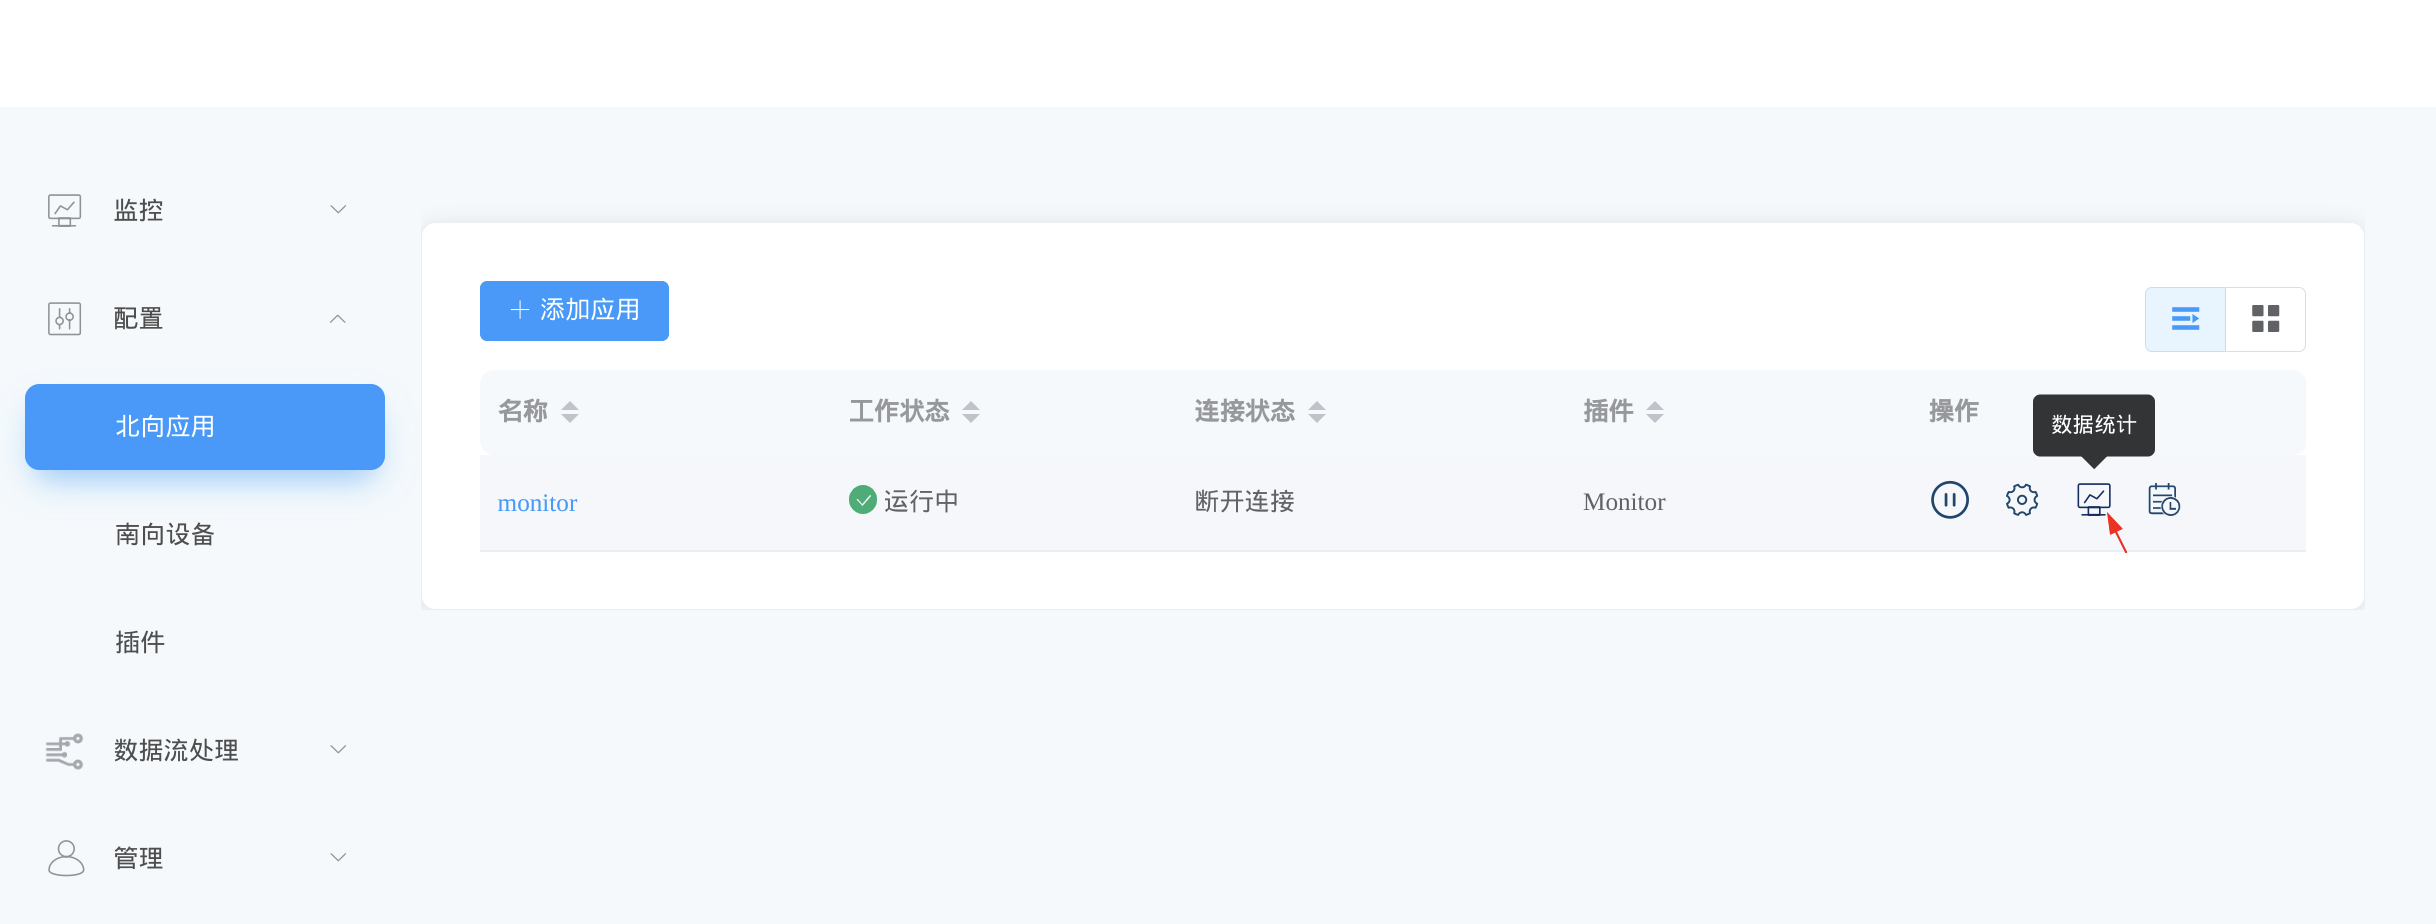 监控
配置
北向应用
南向设备
插件
数据流处理
管理
添加应用
名称 工作状态 连接状态 插件 操作
数据统计
monitor 运行中 断开连接 Monitor